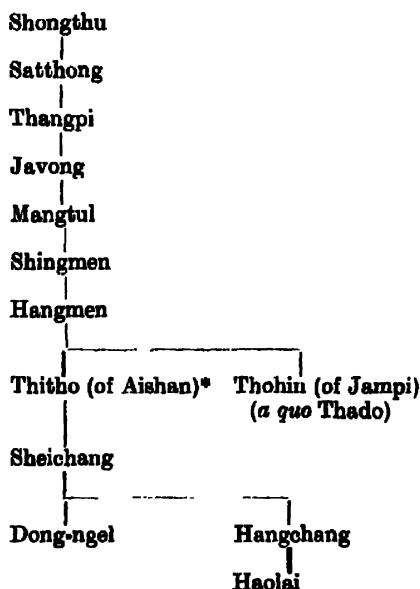 Shongthu
Satthong
Thangpi
Javong
Mangtul
Shingmen
Hangmen
Thitho (of Aishan)* Thohin (of Jampi)
(a quo Thado)
Sheichang
Dong-ngel Hangchang
Haolai